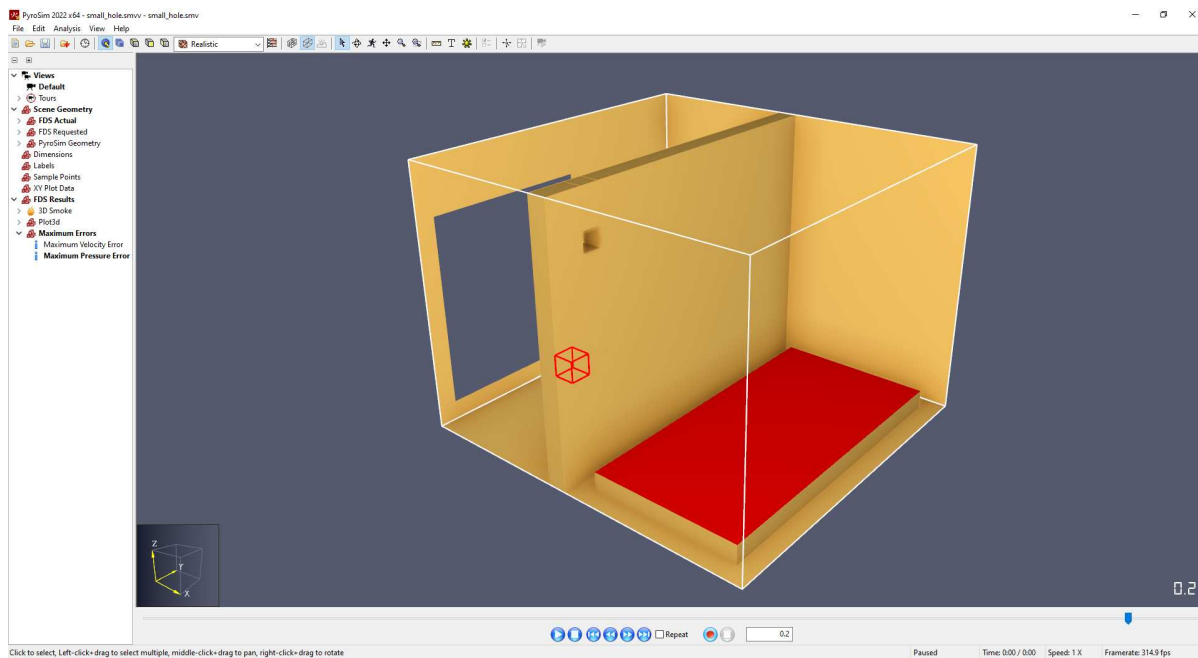 PyroSim 2022 x64 - small_hole.smvv - small_hole.smv
File Edit Analysis View Help
Realistic
Views
Default
Tours
Scene Geometry
FDS Actual
FDS Requested
PyroSim Geometry
Dimensions
Labels
Sample Points
XY Plot Data
FDS Results
3D Smoke
Plot3d
Maximum Errors
Maximum Velocity Error
Maximum Pressure Error
Z
Y
X
0.2
Repeat
0.2
Click to select, Left-click+drag to select multiple, middle-click+drag to pan, right-click+drag to rotate
Paused Time: 0:00 / 0:00 Speed: 1 X Framerate: 314.9 fps